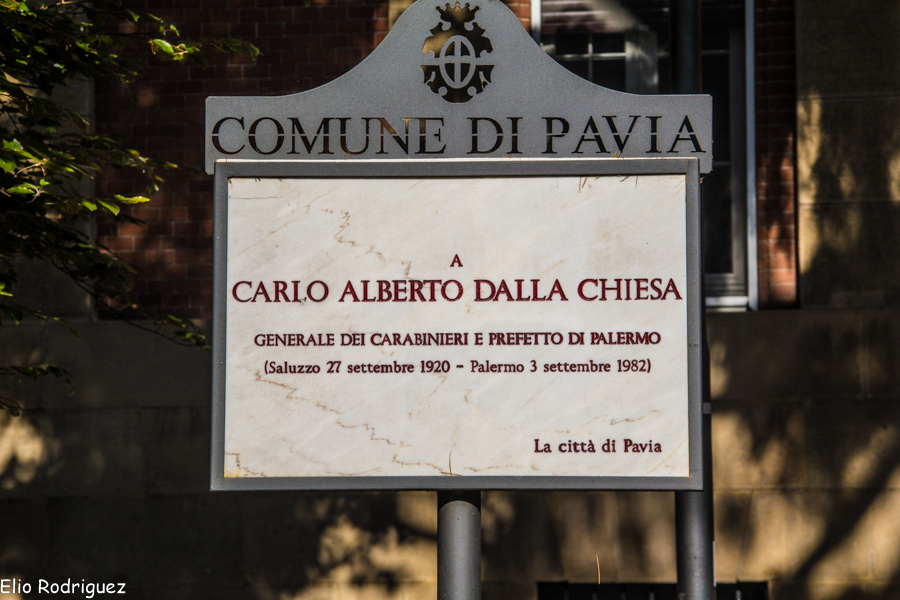 COMUNE DI PAVIA
A
CARLO ALBERTO DALLA CHIESA
GENERALE DEI CARABINIERI E PREFETTO DI PALERMO
(Saluzzo 27 settembre 1920 - Palermo 3 settembre 1982)
La città di Pavia
Elio Rodriguez